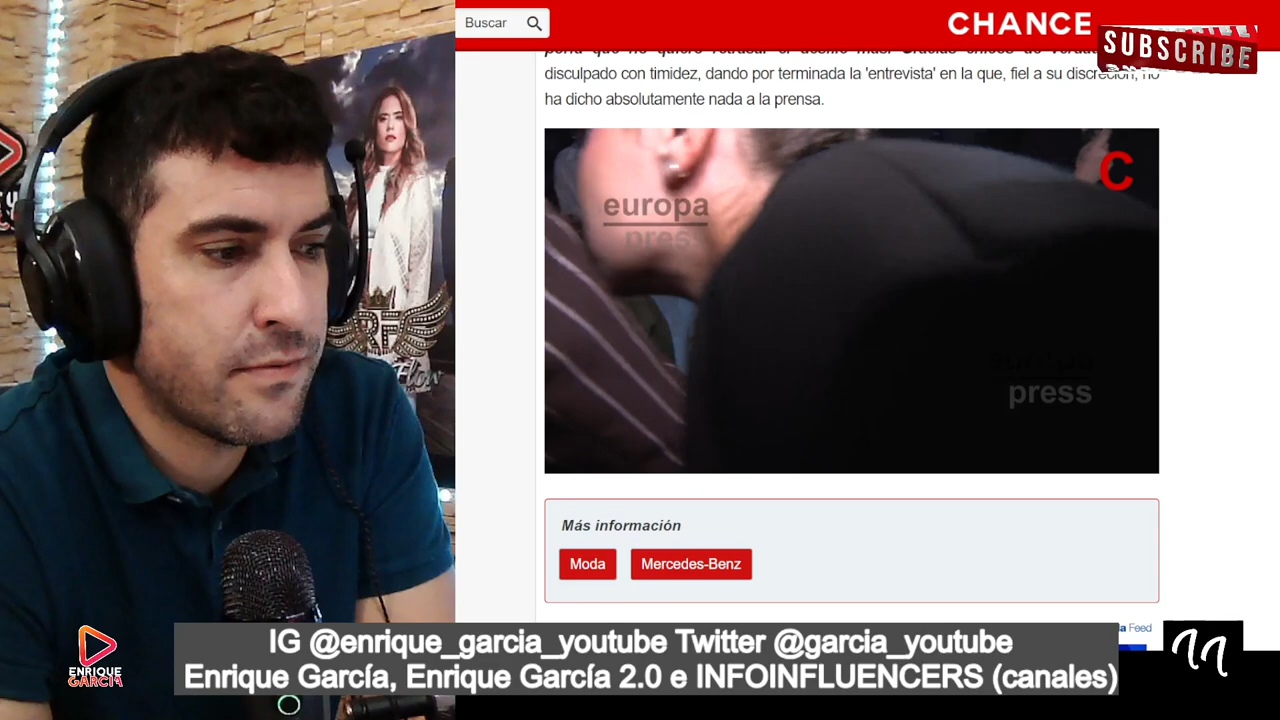 Buscar
CHANCE
SUBSCRIBE
disculpado con timidez, dando por terminada la 'entrevista' en la que, fiel a su discreción, no
ha dicho absolutamente nada a la prensa.
C
europa
press
press
Más información
Moda
Mercedes-Benz
Feed
IG @enrique_garcia_youtube Twitter @garcia_youtube
Enrique García, Enrique García 2.0 e INFOINFLUENCERS (canales)
ENRIQUE
GARCÍA